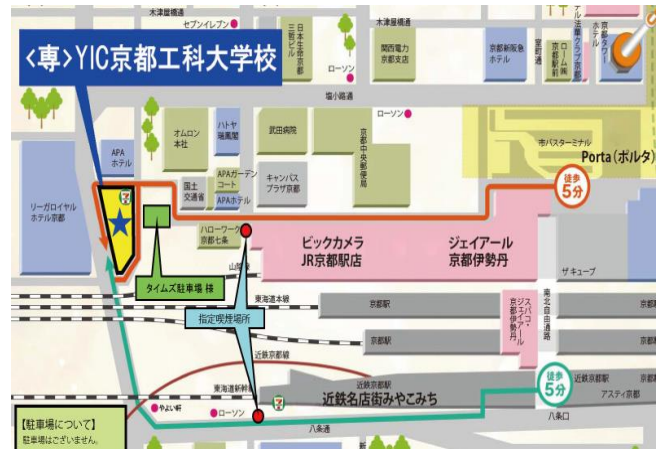 木津屋橋通
木津屋橋通
セブンイレブン
<専>YIC京都工科大学校
日本生命京都
三哲ビル
ローソン
関西電力
京都支店
京都新阪急
ホテル
室町通
ローム㈱
京都駅前
京都タワー
ホテル
塩小路通
ローソン
APA
ホテル
オムロン
本社
ハトヤ
瑞鳳閣
武田病院
京都中央郵便局
市バスターミナル
Porta(ポルタ)
リーガロイヤル
ホテル京都
国土
交通省
APAガーデン
コート
APAホテル
キャンパス
プラザ京都
徒歩
5分
ハローワーク
京都七条
ビックカメラ
JR京都駅店
ジェイアール
京都伊勢丹
ザ キューブ
タイムズ駐車場 様
東海道本線
京都駅
スバコ・
ジェイアール
京都伊勢丹
南北自由通路
指定喫煙場所
京都駅
近鉄京都線
東海道新幹線
近鉄京都駅
近鉄名店街みやこみち
徒歩
5分
近鉄京都駅
アスティ京都
やよい軒
ローソン
八条通
八条口
【駐車場について】
駐車場はございません。